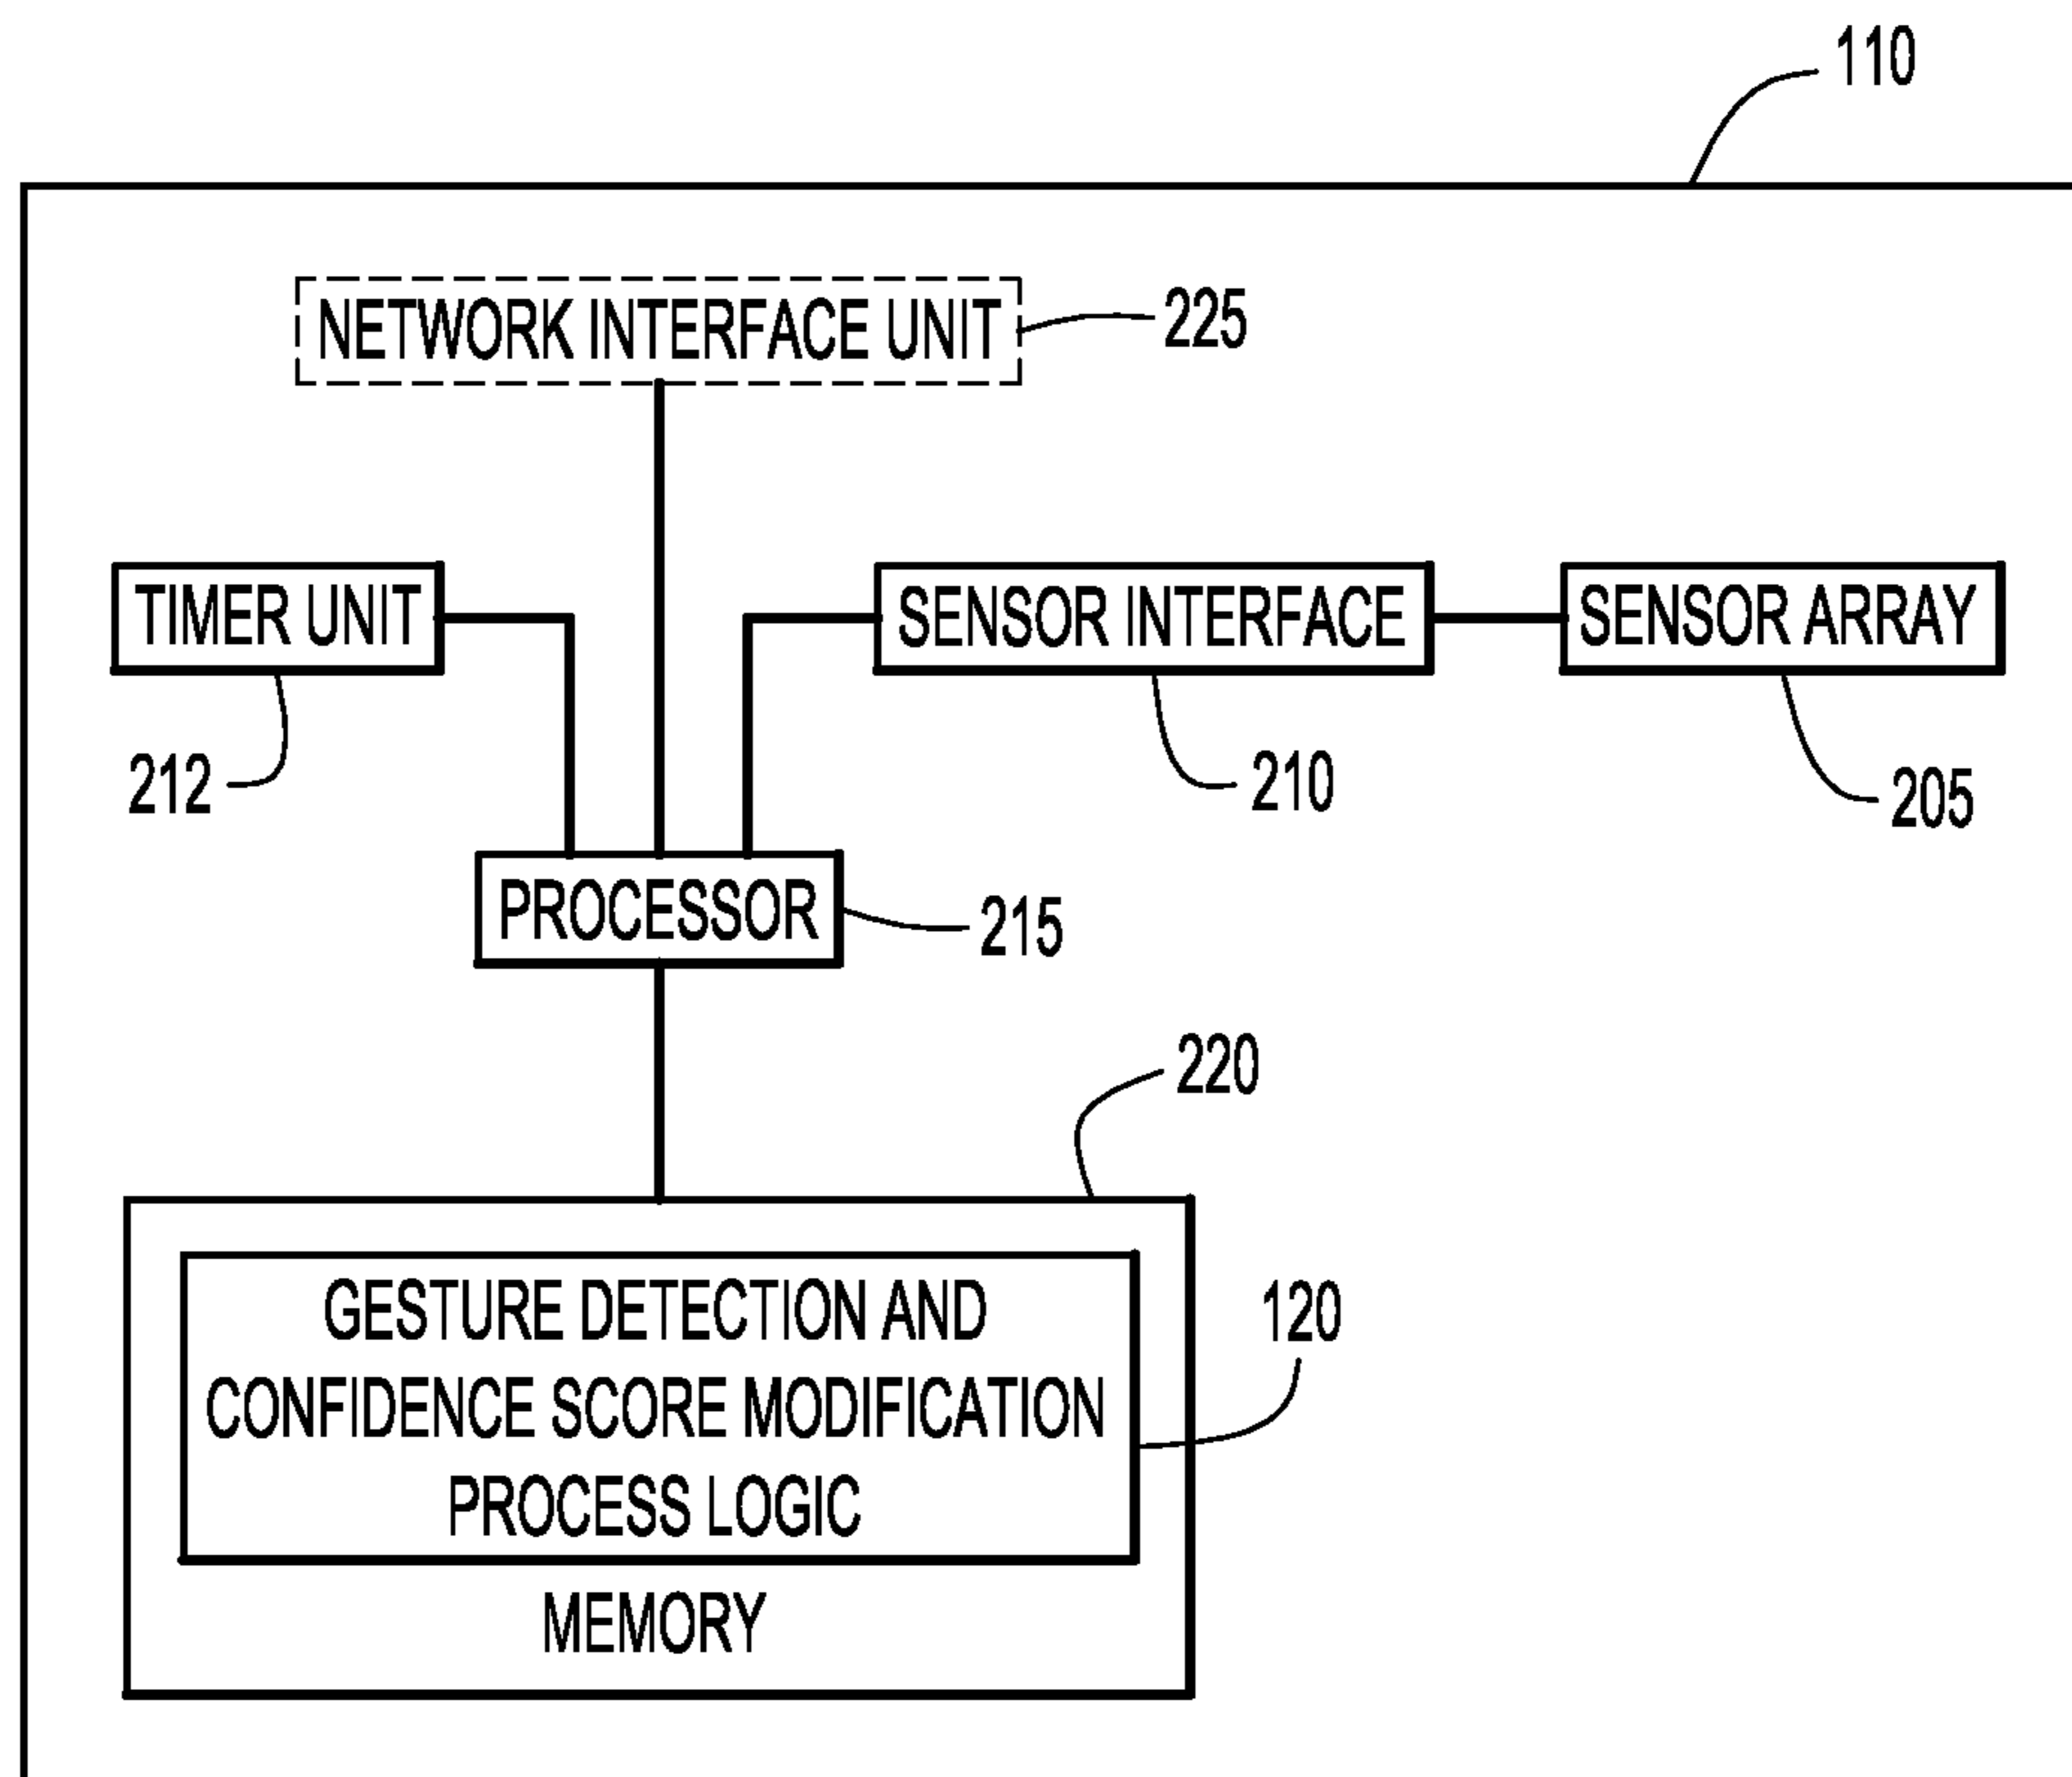 110
NETWORK INTERFACE UNIT
225
TIMER UNIT
SENSOR INTERFACE
SENSOR ARRAY
212
210
205
PROCESSOR
215
220
GESTURE DETECTION AND
CONFIDENCE SCORE MODIFICATION
PROCESS LOGIC
120
MEMORY